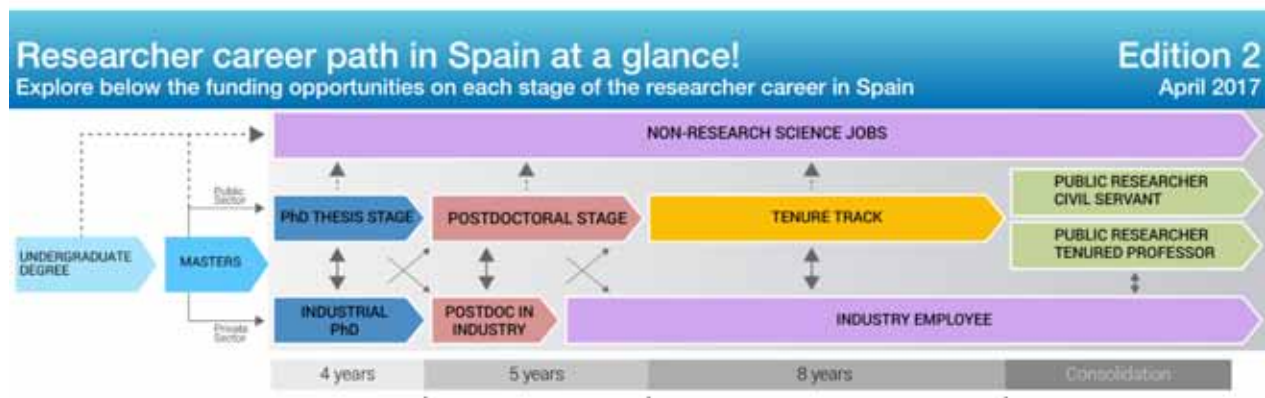 Researcher career path in Spain at a glance!
Edition 2
Explore below the funding opportunities on each stage of the researcher career in Spain
April 2017
NON-RESEARCH SCIENCE JOBS
Public
Sector
PhD THESIS STAGE
POSTDOCTORAL STAGE
TENURE TRACK
PUBLIC RESEARCHER
CIVIL SERVANT
UNDERGRADUATE
DEGREE
MASTERS
PUBLIC RESEARCHER
TENURED PROFESSOR
Private
Sector
INDUSTRIAL
PhD
POSTDOC IN
INDUSTRY
INDUSTRY EMPLOYEE
4 years
5 years
8 years
Consolidation